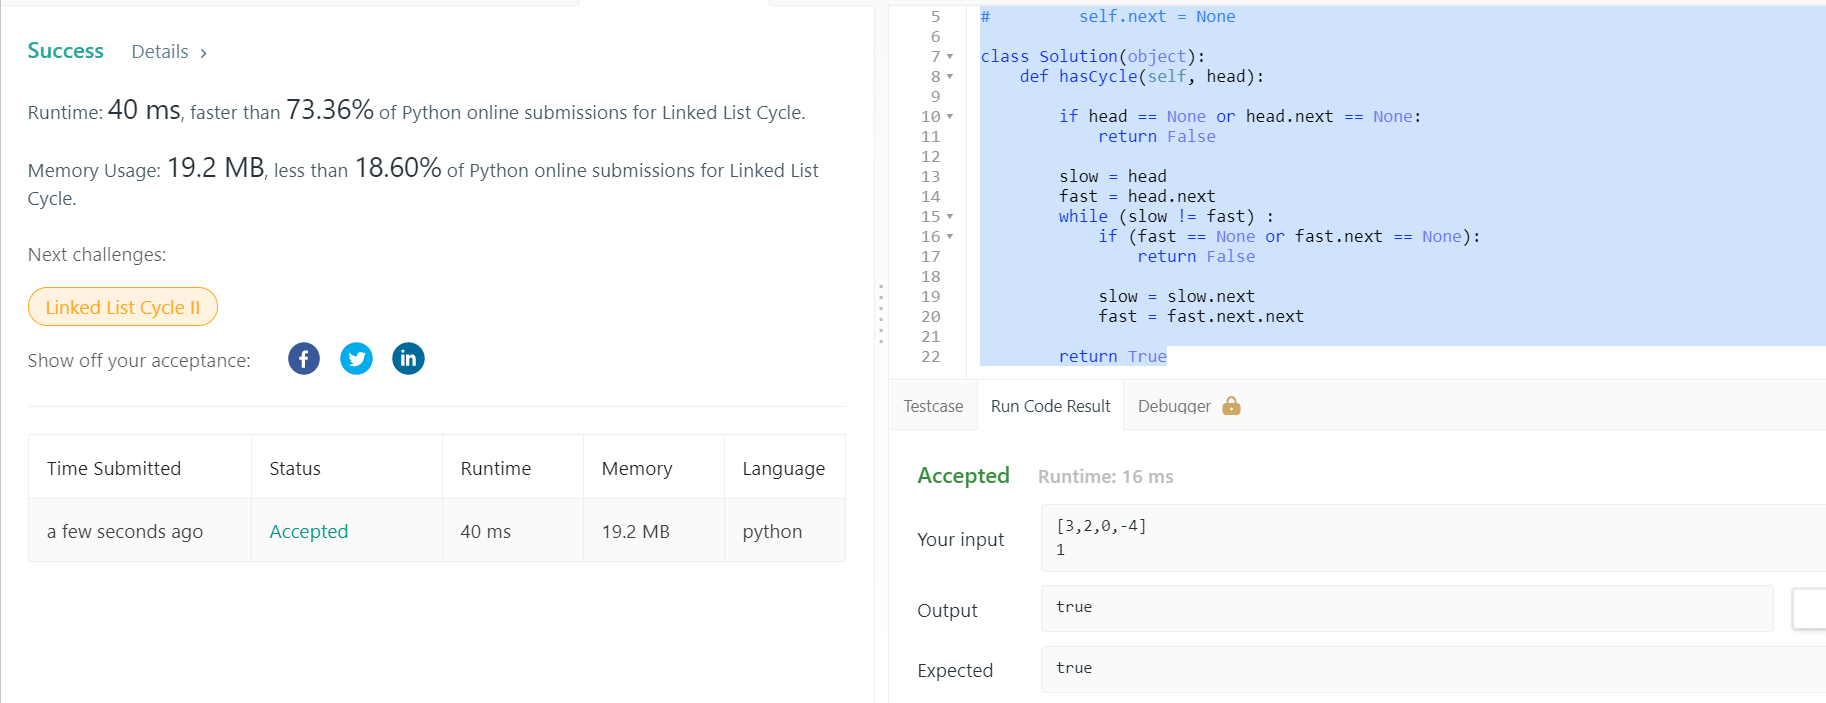 Success Details >
Runtime: 40 ms, faster than 73.36% of Python online submissions for Linked List Cycle.
Memory Usage: 19.2 MB, less than 18.60% of Python online submissions for Linked List
Cycle.
Next challenges:
Linked List Cycle II
Show off your acceptance:
Time Submitted Status Runtime Memory Language
a few seconds ago Accepted 40 ms 19.2 MB python
5 #         self.next = None
6
7 class Solution(object):
8     def hasCycle(self, head):
9
10         if head == None or head.next == None:
11             return False
12
13         slow = head
14         fast = head.next
15         while (slow != fast) :
16             if (fast == None or fast.next == None):
17                 return False
18
19             slow = slow.next
20             fast = fast.next.next
21
22         return True
Testcase Run Code Result Debugger
Accepted Runtime: 16 ms
Your input
[3,2,0,-4]
1
Output true
Expected true